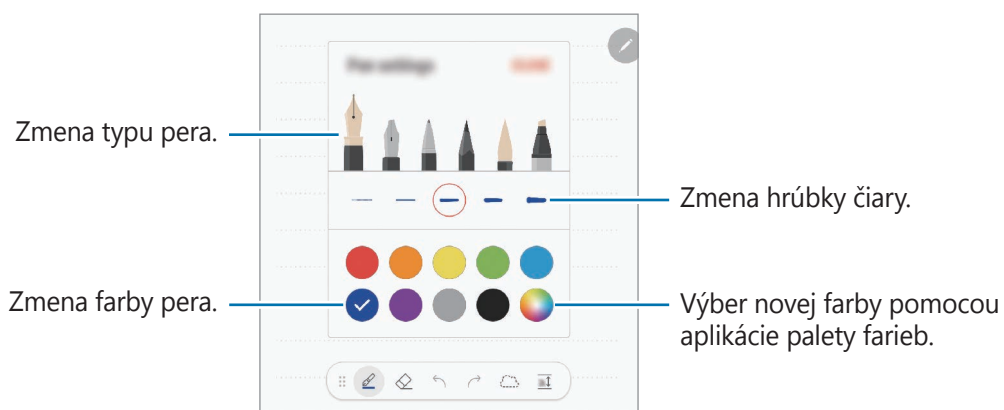 Zmena typu pera.
Zmena hrúbky čiary.
Zmena farby pera.
Výber novej farby pomocou
aplikácie palety farieb.